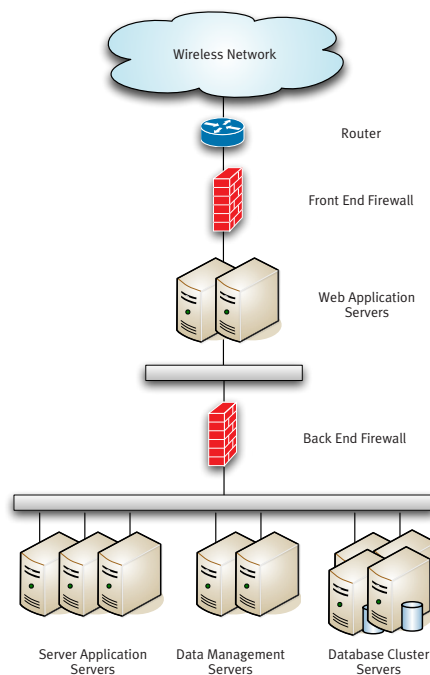 Wireless Network
Router
Front End Firewall
Web Application
Servers
Back End Firewall
Server Application
Servers
Data Management
Servers
Database Cluster
Servers